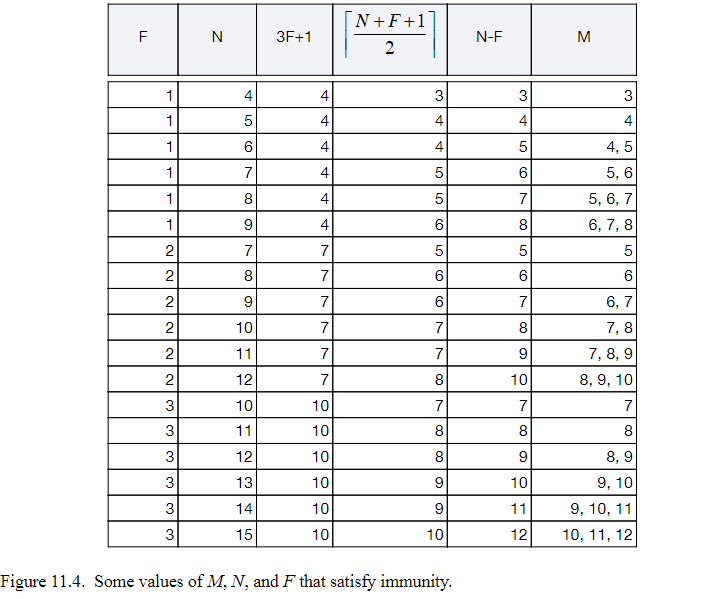 F N 3F+1 ⌈(N+F+1)/2⌉ N-F M
1 4 4 3 3 3
1 5 4 4 4 4
1 6 4 4 5 4, 5
1 7 4 5 6 5, 6
1 8 4 5 7 5, 6, 7
1 9 4 6 8 6, 7, 8
2 7 7 5 5 5
2 8 7 6 6 6
2 9 7 6 7 6, 7
2 10 7 7 8 7, 8
2 11 7 7 9 7, 8, 9
2 12 7 8 10 8, 9, 10
3 10 10 7 7 7
3 11 10 8 8 8
3 12 10 8 9 8, 9
3 13 10 9 10 9, 10
3 14 10 9 11 9, 10, 11
3 15 10 10 12 10, 11, 12
Figure 11.4. Some values of M, N, and F that satisfy immunity.